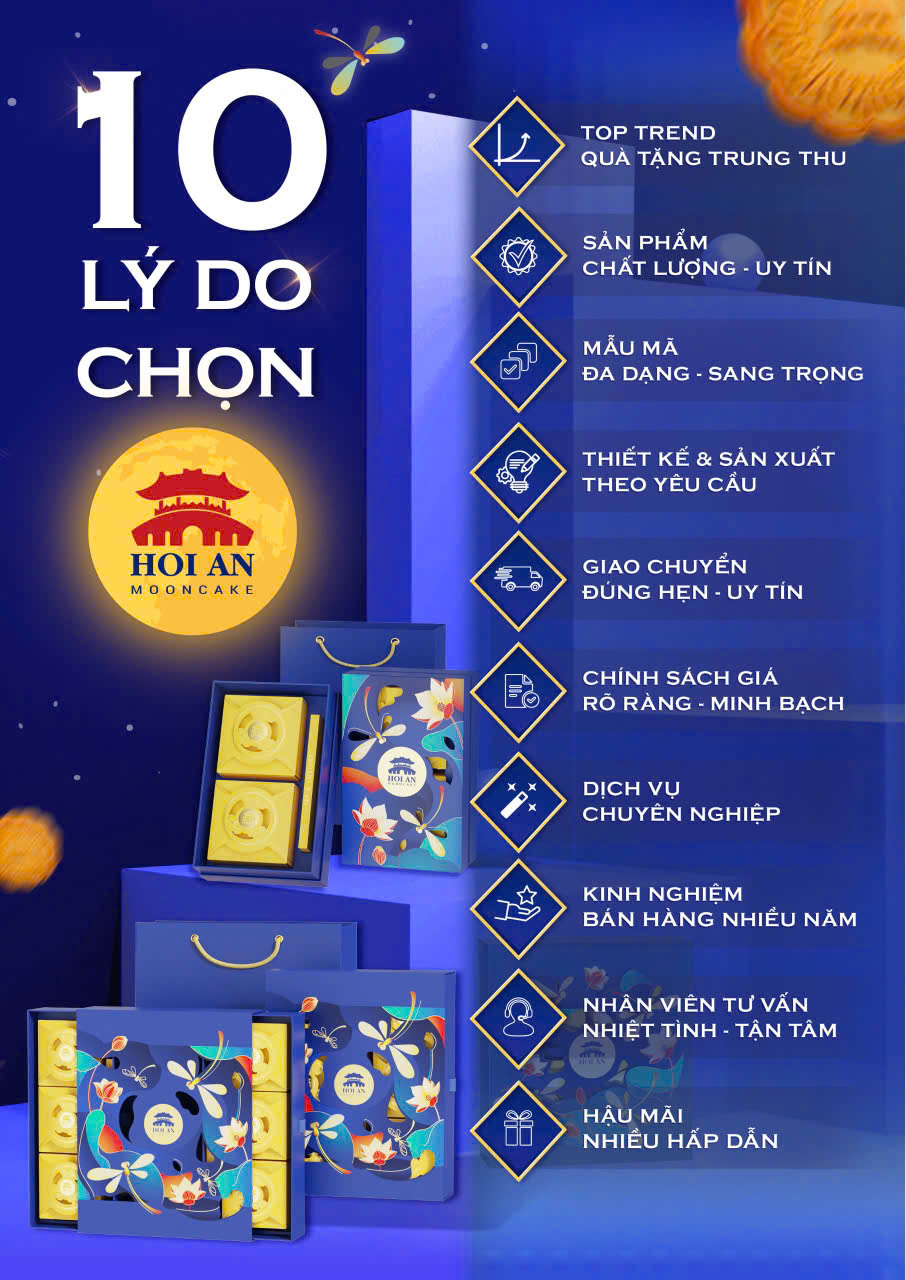 10
LÝ DO
CHỌN
HOI AN
MOONCAKE
TOP TREND
QUÀ TẶNG TRUNG THU
SẢN PHẨM
CHẤT LƯỢNG - UY TÍN
MẪU MÃ
ĐA DẠNG - SANG TRỌNG
THIẾT KẾ & SẢN XUẤT
THEO YÊU CẦU
GIAO CHUYỂN
ĐÚNG HẸN - UY TÍN
CHÍNH SÁCH GIÁ
RÕ RÀNG - MINH BẠCH
DỊCH VỤ
CHUYÊN NGHIỆP
KINH NGHIỆM
BÁN HÀNG NHIỀU NĂM
NHÂN VIÊN TƯ VẤN
NHIỆT TÌNH - TẬN TÂM
HẬU MÃI
NHIỀU HẤP DẪN
HOI AN
MOONCAKE
HOI AN
HOI AN
HOI AN